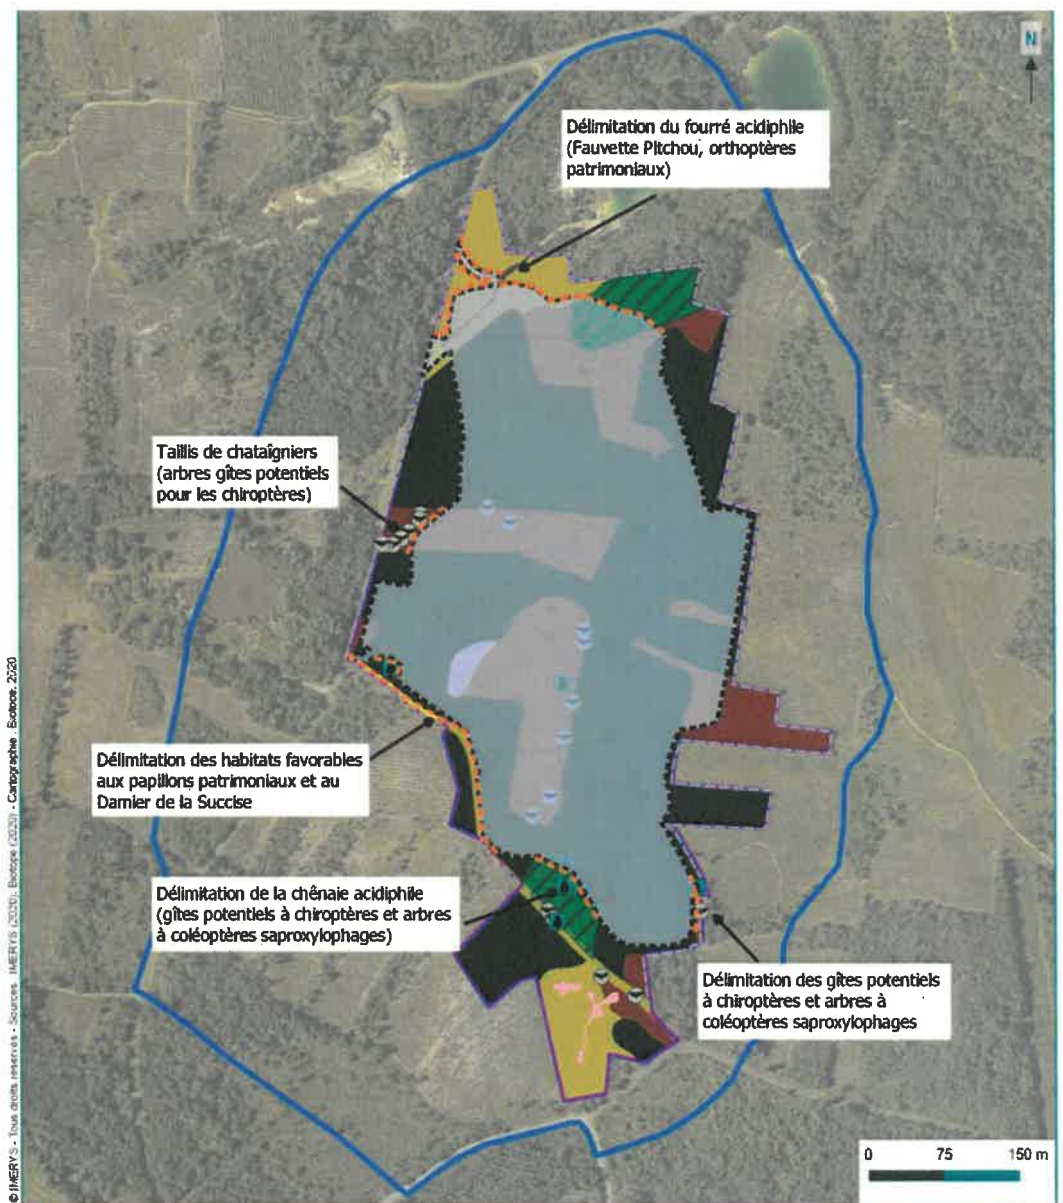 N
Délimitation du fourré acidiphile
(Fauvette Pitchou, orthoptères
patrimoniaux)
Taillis de chataîgniers
(arbres gîtes potentiels
pour les chiroptères)
Délimitation des habitats favorables
aux papillons patrimoniaux et au
Damier de la Succise
Délimitation de la chênaie acidiphile
(gîtes potentiels à chiroptères et arbres
à coléoptères saproxylophages)
Délimitation des gîtes potentiels
à chiroptères et arbres à
coléoptères saproxylophages
0 75 150 m
© IMERYS - Tous droits réservés - Sources : IMERYS (2020), Biotope (2020) - Cartographie : Biotope, 2020